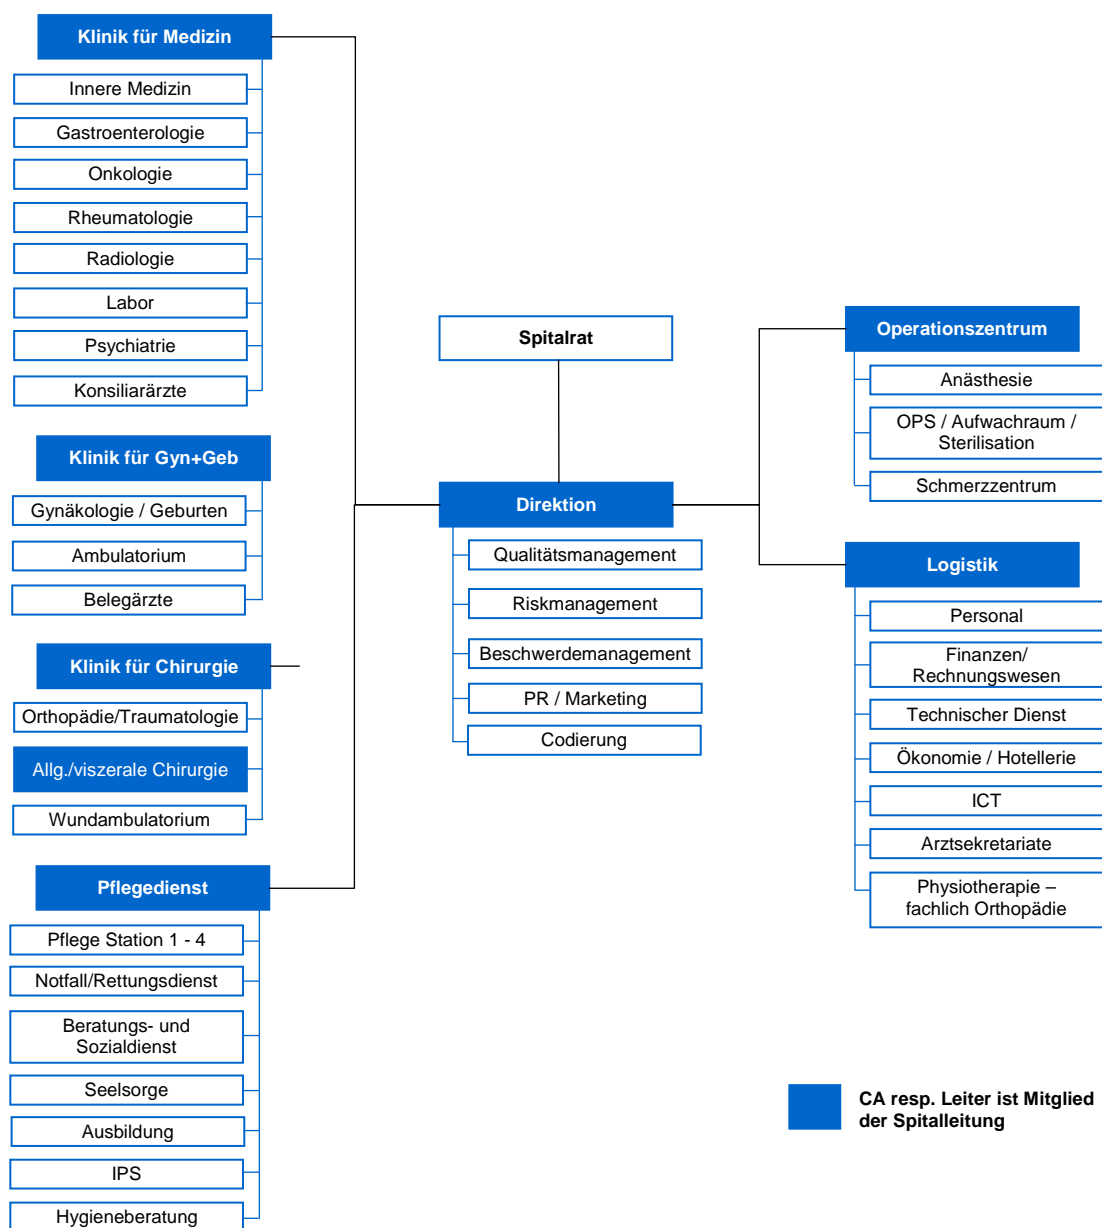 Klinik für Medizin
Innere Medizin
Gastroenterologie
Onkologie
Rheumatologie
Radiologie
Labor
Psychiatrie
Konsiliarärzte
Klinik für Gyn+Geb
Gynäkologie / Geburten
Ambulatorium
Belegärzte
Klinik für Chirurgie
Orthopädie/Traumatologie
Allg./viszerale Chirurgie
Wundambulatorium
Pflegedienst
Pflege Station 1 - 4
Notfall/Rettungsdienst
Beratungs- und
Sozialdienst
Seelsorge
Ausbildung
IPS
Hygieneberatung
Spitalrat
Direktion
Qualitätsmanagement
Riskmanagement
Beschwerdemanagement
PR / Marketing
Codierung
Operationszentrum
Anästhesie
OPS / Aufwachraum /
Sterilisation
Schmerzzentrum
Logistik
Personal
Finanzen/
Rechnungswesen
Technischer Dienst
Ökonomie / Hotellerie
ICT
Arztsekretariate
Physiotherapie –
fachlich Orthopädie
CA resp. Leiter ist Mitglied
der Spitalleitung